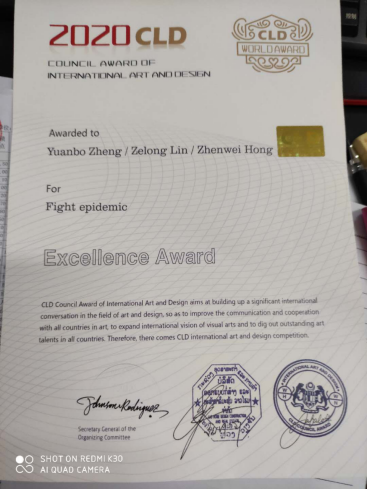 2020 CLD
COUNCIL AWARD OF
INTERNATIONAL ART AND DESIGN
CLD
WORLD AWARD
Awarded to
Yuanbo Zheng / Zelong Lin / Zhenwei Hong
For
Fight epidemic
Excellence Award
CLD Council Award of International Art and Design aims at building up a significant international
conversation in the field of art and design, so as to improve the communication and cooperation
with all countries in art, to expand international vision of visual arts and to dig out outstanding art
talents in all countries. Therefore, there comes CLD international art and design competition.
Secretary General of the
Organizing Committee
SHOT ON REDMI K30
AI QUAD CAMERA